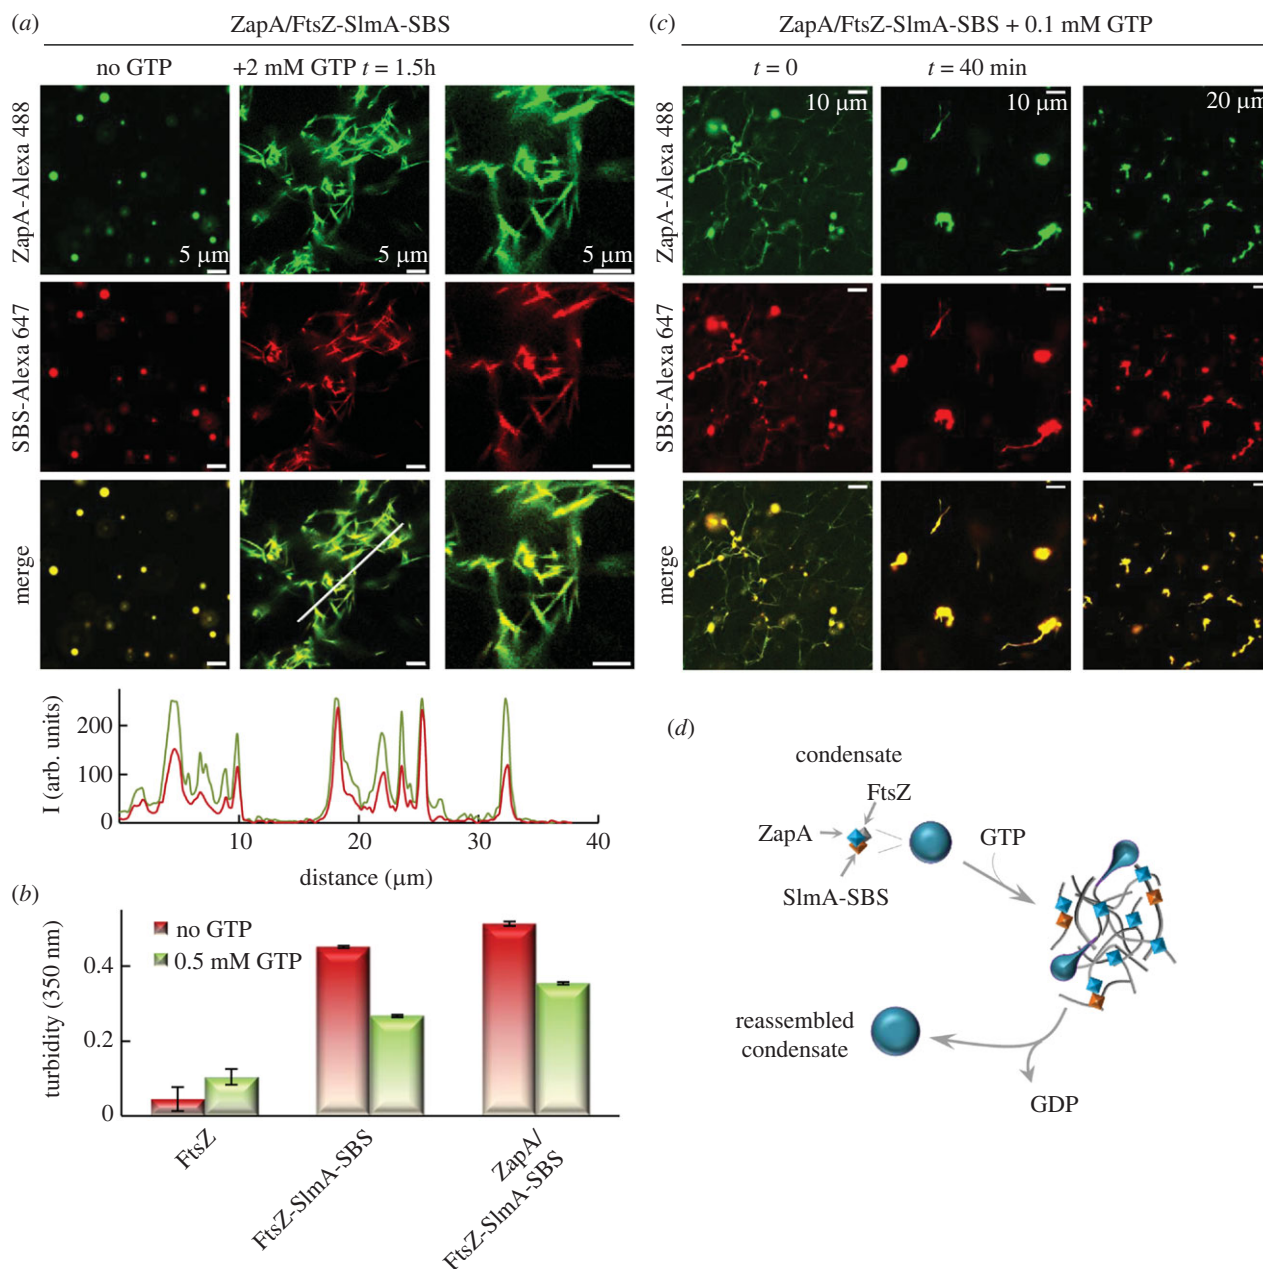 (a)
ZapA/FtsZ-SlmA-SBS
no GTP
+2 mM GTP t = 1.5h
ZapA-Alexa 488
5 µm
5 µm
5 µm
SBS-Alexa 647
merge
I (arb. units)
200
100
0
10
20
30
40
distance (µm)
(b)
turbidity (350 nm)
0.4
0.2
0
no GTP
0.5 mM GTP
FtsZ
FtsZ-SlmA-SBS
ZapA/
FtsZ-SlmA-SBS
(c)
ZapA/FtsZ-SlmA-SBS + 0.1 mM GTP
t = 0
t = 40 min
ZapA-Alexa 488
10 µm
10 µm
20 µm
SBS-Alexa 647
merge
(d)
condensate
FtsZ
ZapA
SlmA-SBS
GTP
reassembled
condensate
GDP